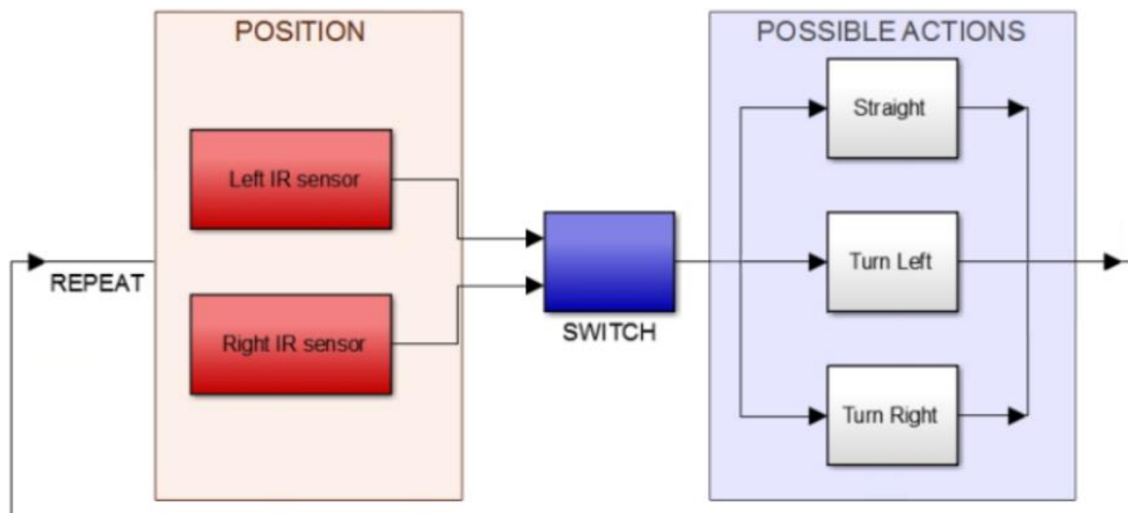 POSITION
Left IR sensor
Right IR sensor
REPEAT
SWITCH
POSSIBLE ACTIONS
Straight
Turn Left
Turn Right